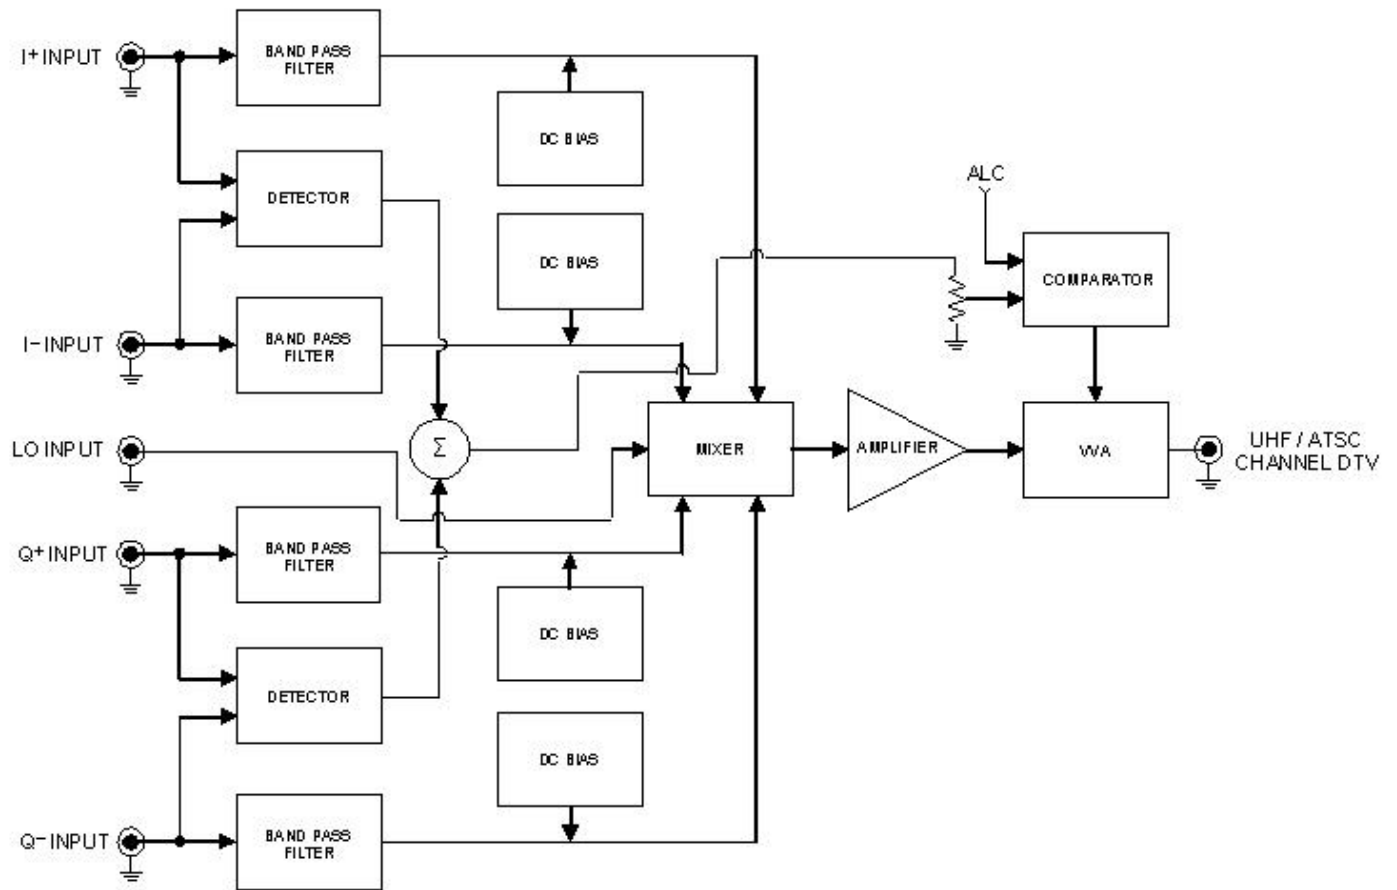 I+ INPUT
BAND PASS
FILTER
DC BIAS
DETECTOR
ALC
DC BIAS
COMPARATOR
I- INPUT
BAND PASS
FILTER
LO INPUT
Σ
MIXER
AMPLIFIER
VVA
UHF / ATSC
CHANNEL DTV
Q+ INPUT
BAND PASS
FILTER
DC BIAS
DETECTOR
DC BIAS
Q- INPUT
BAND PASS
FILTER